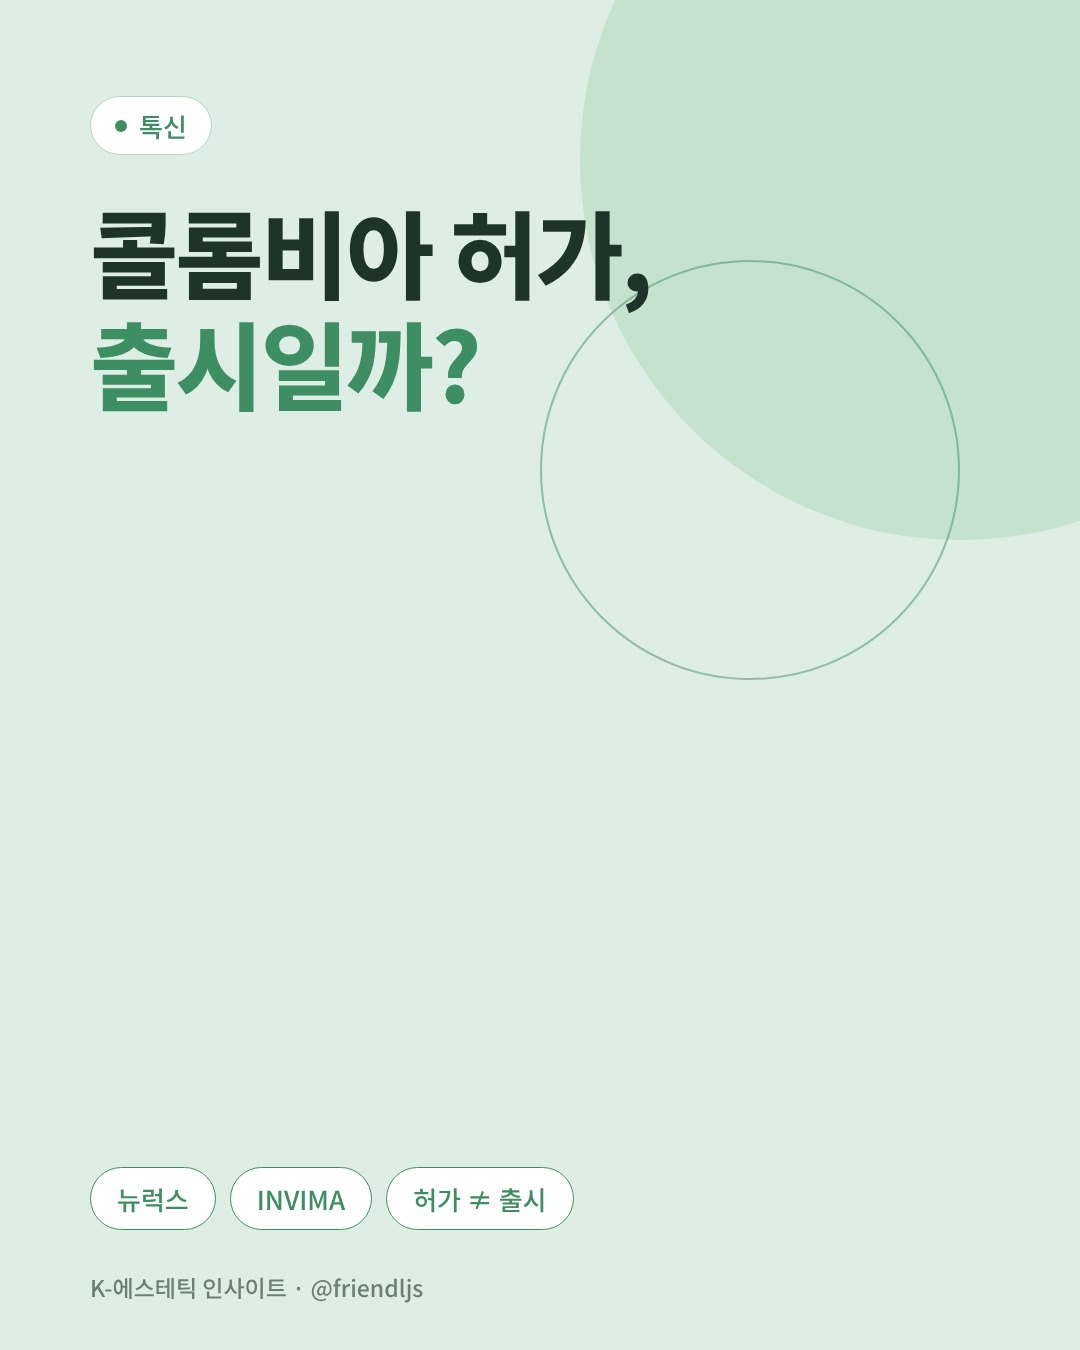 톡신
콜롬비아 허가,
출시일까?
뉴럭스 INVIMA 허가 ≠ 출시
K-에스테틱 인사이트 · @friendljs